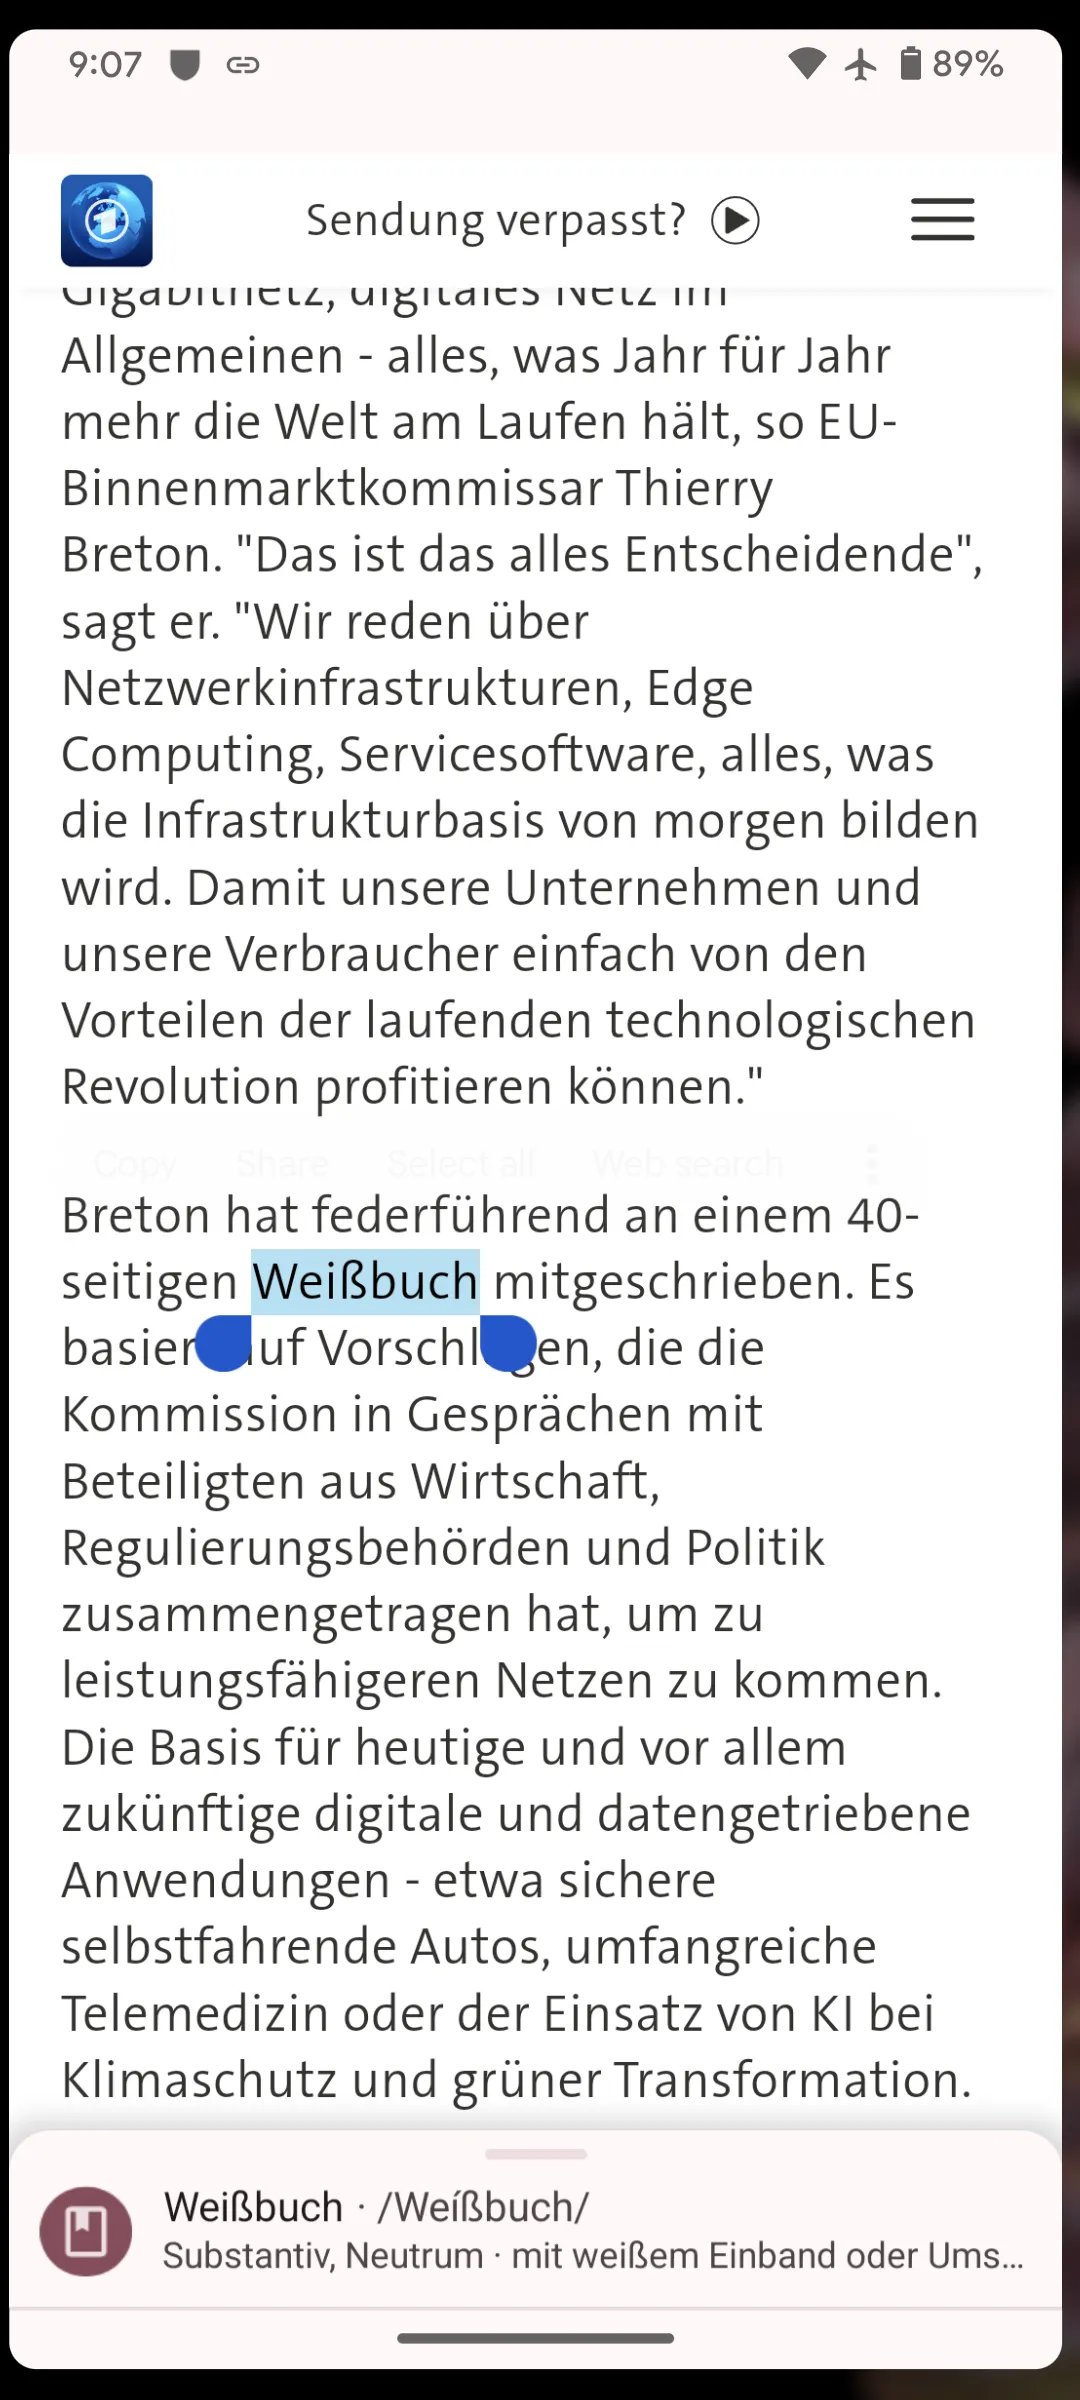 9:07
89%
Sendung verpasst?
Gigabitnetz, digitales Netz im
Allgemeinen - alles, was Jahr für Jahr
mehr die Welt am Laufen hält, so EU-
Binnenmarktkommissar Thierry
Breton. "Das ist das alles Entscheidende",
sagt er. "Wir reden über
Netzwerkinfrastrukturen, Edge
Computing, Servicesoftware, alles, was
die Infrastrukturbasis von morgen bilden
wird. Damit unsere Unternehmen und
unsere Verbraucher einfach von den
Vorteilen der laufenden technologischen
Revolution profitieren können."
Copy Share Select all Web search
Breton hat federführend an einem 40-
seitigen Weißbuch mitgeschrieben. Es
basiert auf Vorschlägen, die die
Kommission in Gesprächen mit
Beteiligten aus Wirtschaft,
Regulierungsbehörden und Politik
zusammengetragen hat, um zu
leistungsfähigeren Netzen zu kommen.
Die Basis für heutige und vor allem
zukünftige digitale und datengetriebene
Anwendungen - etwa sichere
selbstfahrende Autos, umfangreiche
Telemedizin oder der Einsatz von KI bei
Klimaschutz und grüner Transformation.
Weißbuch · /Weíßbuch/
Substantiv, Neutrum · mit weißem Einband oder Ums...